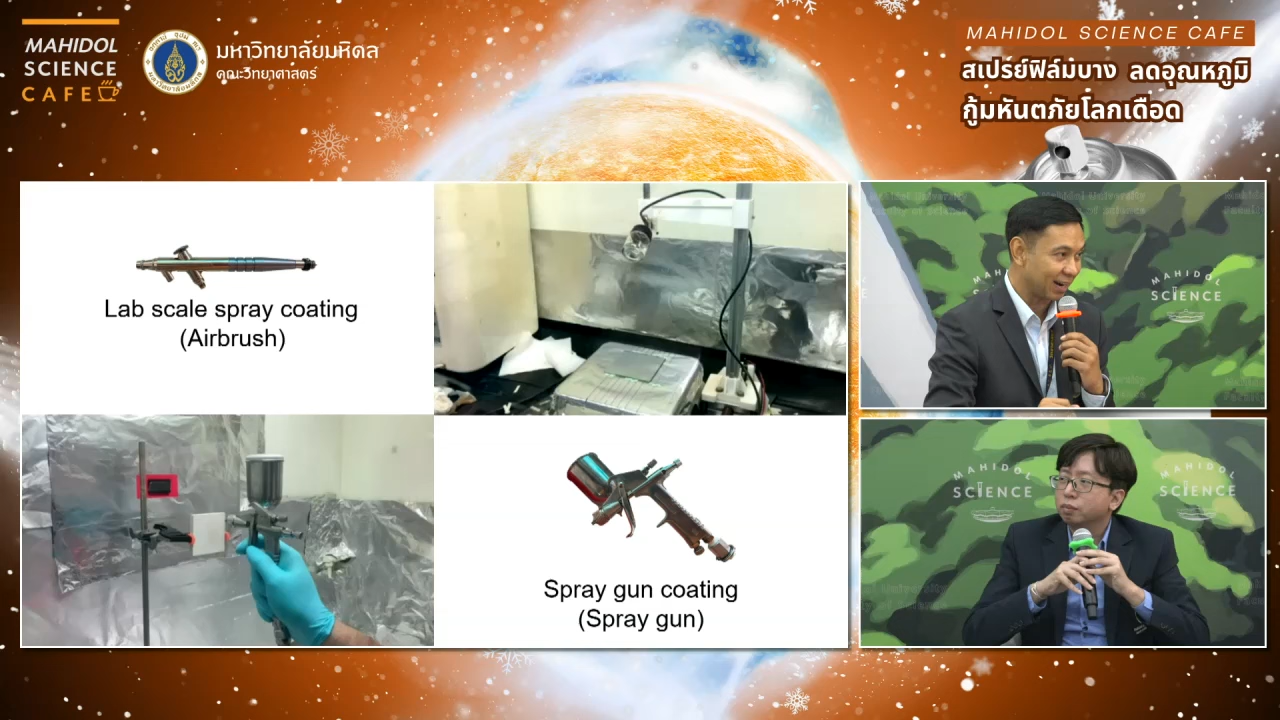 MAHIDOL
SCIENCE
CAFE
มหาวิทยาลัยมหิดล
คณะวิทยาศาสตร์
MAHIDOL SCIENCE CAFE
สเปรย์ฟิล์มบาง ลดอุณหภูมิ
กู้มหันตภัยโลกเดือด
Lab scale spray coating
(Airbrush)
Spray gun coating
(Spray gun)
MAHIDOL
SCIENCE
MAHIDOL
SCIENCE
MAHIDOL
SCIENCE